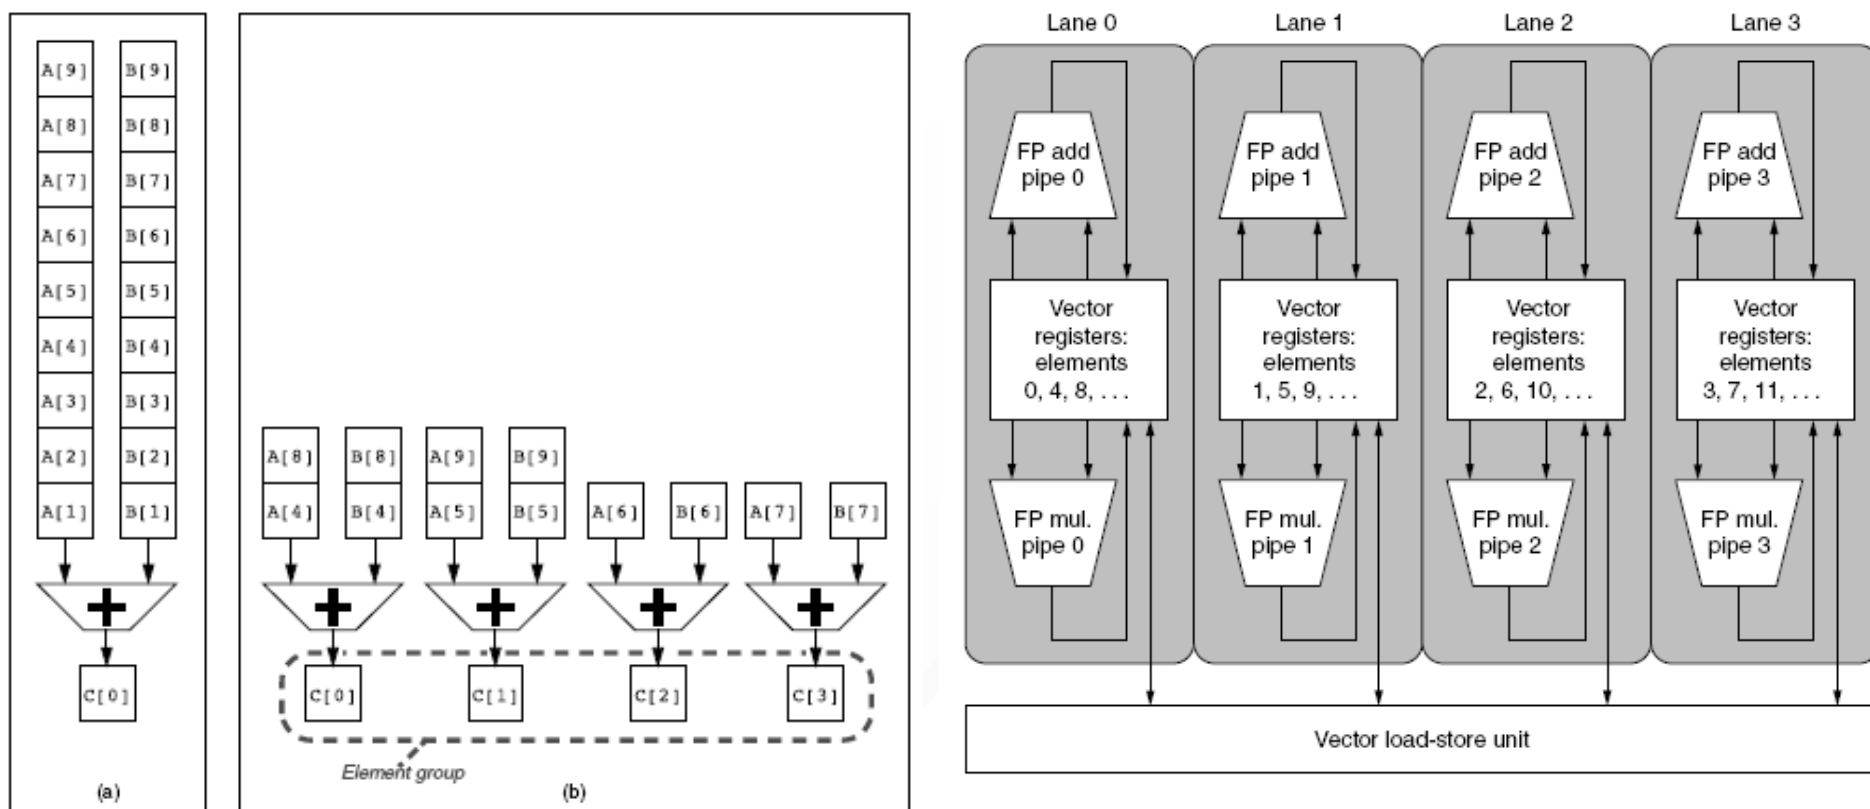 A[9] B[9]
A[8] B[8]
A[7] B[7]
A[6] B[6]
A[5] B[5]
A[4] B[4]
A[3] B[3]
A[2] B[2]
A[1] B[1]
+
C[0]
(a)
A[8] B[8] A[9] B[9]
A[4] B[4] A[5] B[5] A[6] B[6] A[7] B[7]
+ + + +
C[0] C[1] C[2] C[3]
Element group
(b)
Lane 0 Lane 1 Lane 2 Lane 3
FP add
pipe 0
FP add
pipe 1
FP add
pipe 2
FP add
pipe 3
Vector
registers:
elements
0, 4, 8, . . .
Vector
registers:
elements
1, 5, 9, . . .
Vector
registers:
elements
2, 6, 10, . . .
Vector
registers:
elements
3, 7, 11, . . .
FP mul.
pipe 0
FP mul.
pipe 1
FP mul.
pipe 2
FP mul.
pipe 3
Vector load-store unit